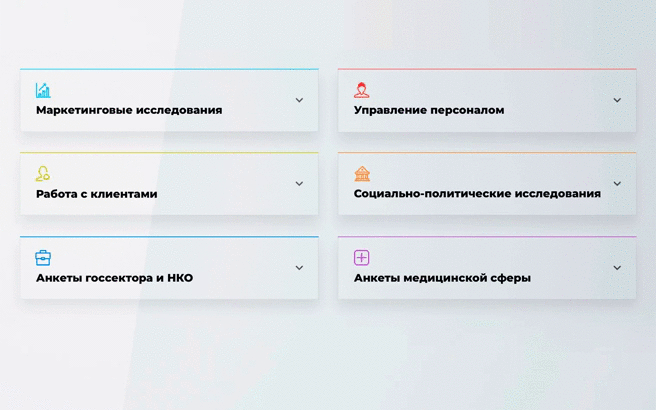 Маркетинговые исследования
Управление персоналом
Работа с клиентами
Социально-политические исследования
Анкеты госсектора и НКО
Анкеты медицинской сферы